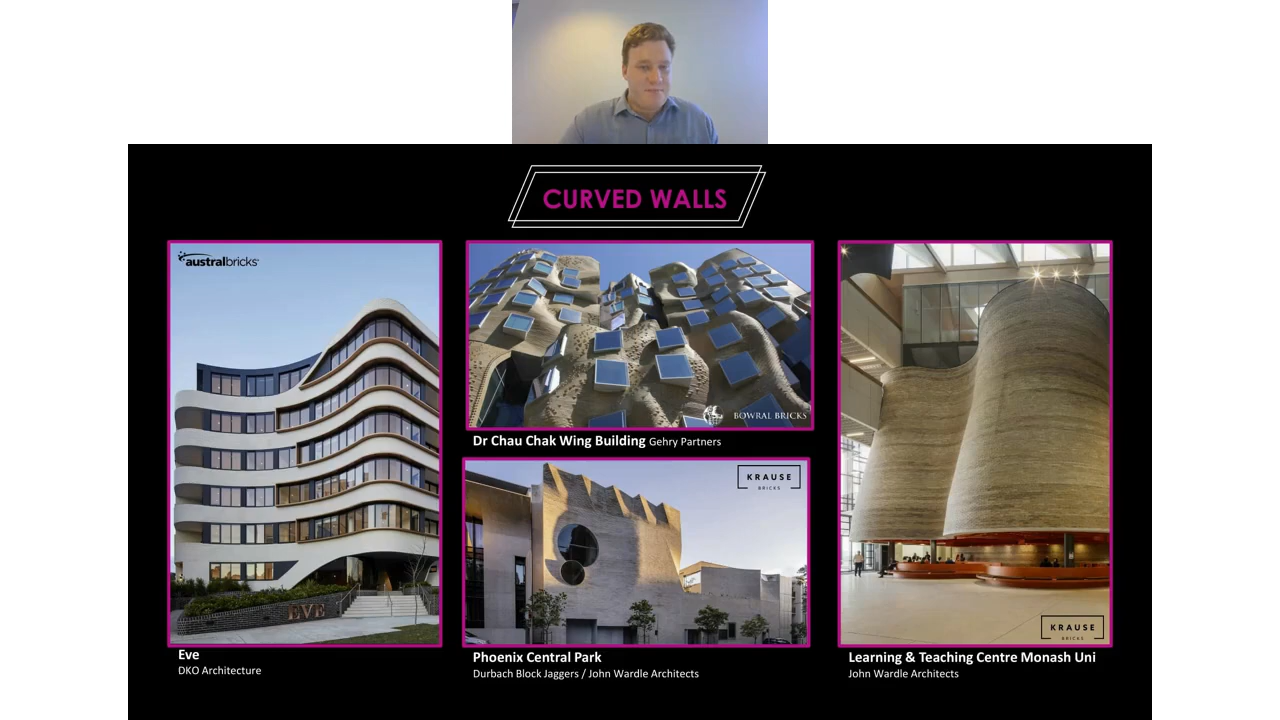 CURVED WALLS
australbricks
EVE
Eve
DKO Architecture
BOWRAL BRICKS
Dr Chau Chak Wing Building Gehry Partners
KRAUSE
BRICKS
Phoenix Central Park
Durbach Block Jaggers / John Wardle Architects
KRAUSE
BRICKS
Learning & Teaching Centre Monash Uni
John Wardle Architects